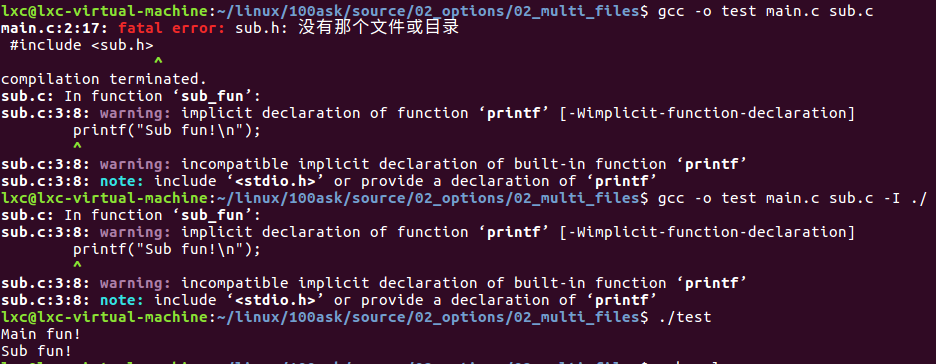 lxc@lxc-virtual-machine:~/linux/100ask/source/02_options/02_multi_files$ gcc -o test main.c sub.c
main.c:2:17: fatal error: sub.h: 没有那个文件或目录
 #include <sub.h>
                 ^
compilation terminated.
sub.c: In function ‘sub_fun’:
sub.c:3:8: warning: implicit declaration of function ‘printf’ [-Wimplicit-function-declaration]
        printf("Sub fun!\n");
        ^
sub.c:3:8: warning: incompatible implicit declaration of built-in function ‘printf’
sub.c:3:8: note: include ‘<stdio.h>’ or provide a declaration of ‘printf’
lxc@lxc-virtual-machine:~/linux/100ask/source/02_options/02_multi_files$ gcc -o test main.c sub.c -I ./
sub.c: In function ‘sub_fun’:
sub.c:3:8: warning: implicit declaration of function ‘printf’ [-Wimplicit-function-declaration]
        printf("Sub fun!\n");
        ^
sub.c:3:8: warning: incompatible implicit declaration of built-in function ‘printf’
sub.c:3:8: note: include ‘<stdio.h>’ or provide a declaration of ‘printf’
lxc@lxc-virtual-machine:~/linux/100ask/source/02_options/02_multi_files$ ./test
Main fun!
Sub fun!